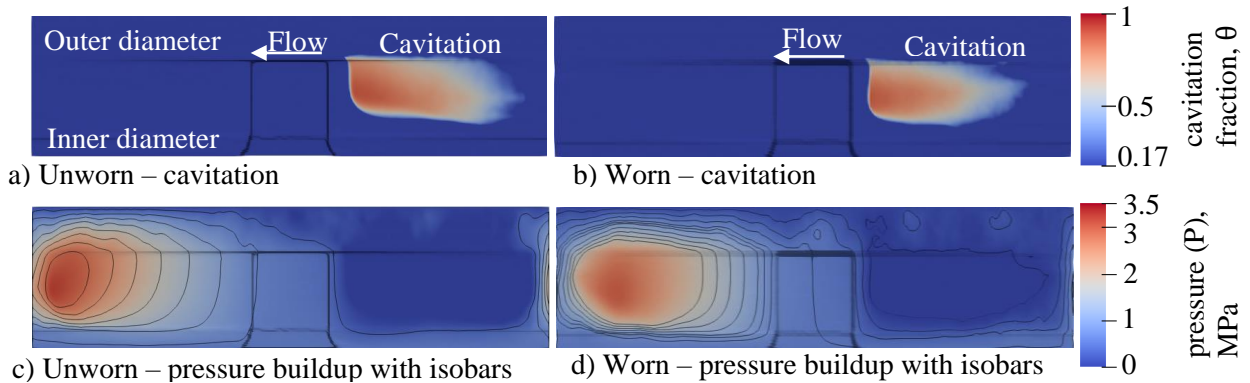 Outer diameter
Flow
Cavitation
Inner diameter
Flow
Cavitation
1
0.5
0.17
cavitation
fraction, θ
a) Unworn – cavitation
b) Worn – cavitation
3.5
3
2
1
0
pressure (P),
MPa
c) Unworn – pressure buildup with isobars
d) Worn – pressure buildup with isobars